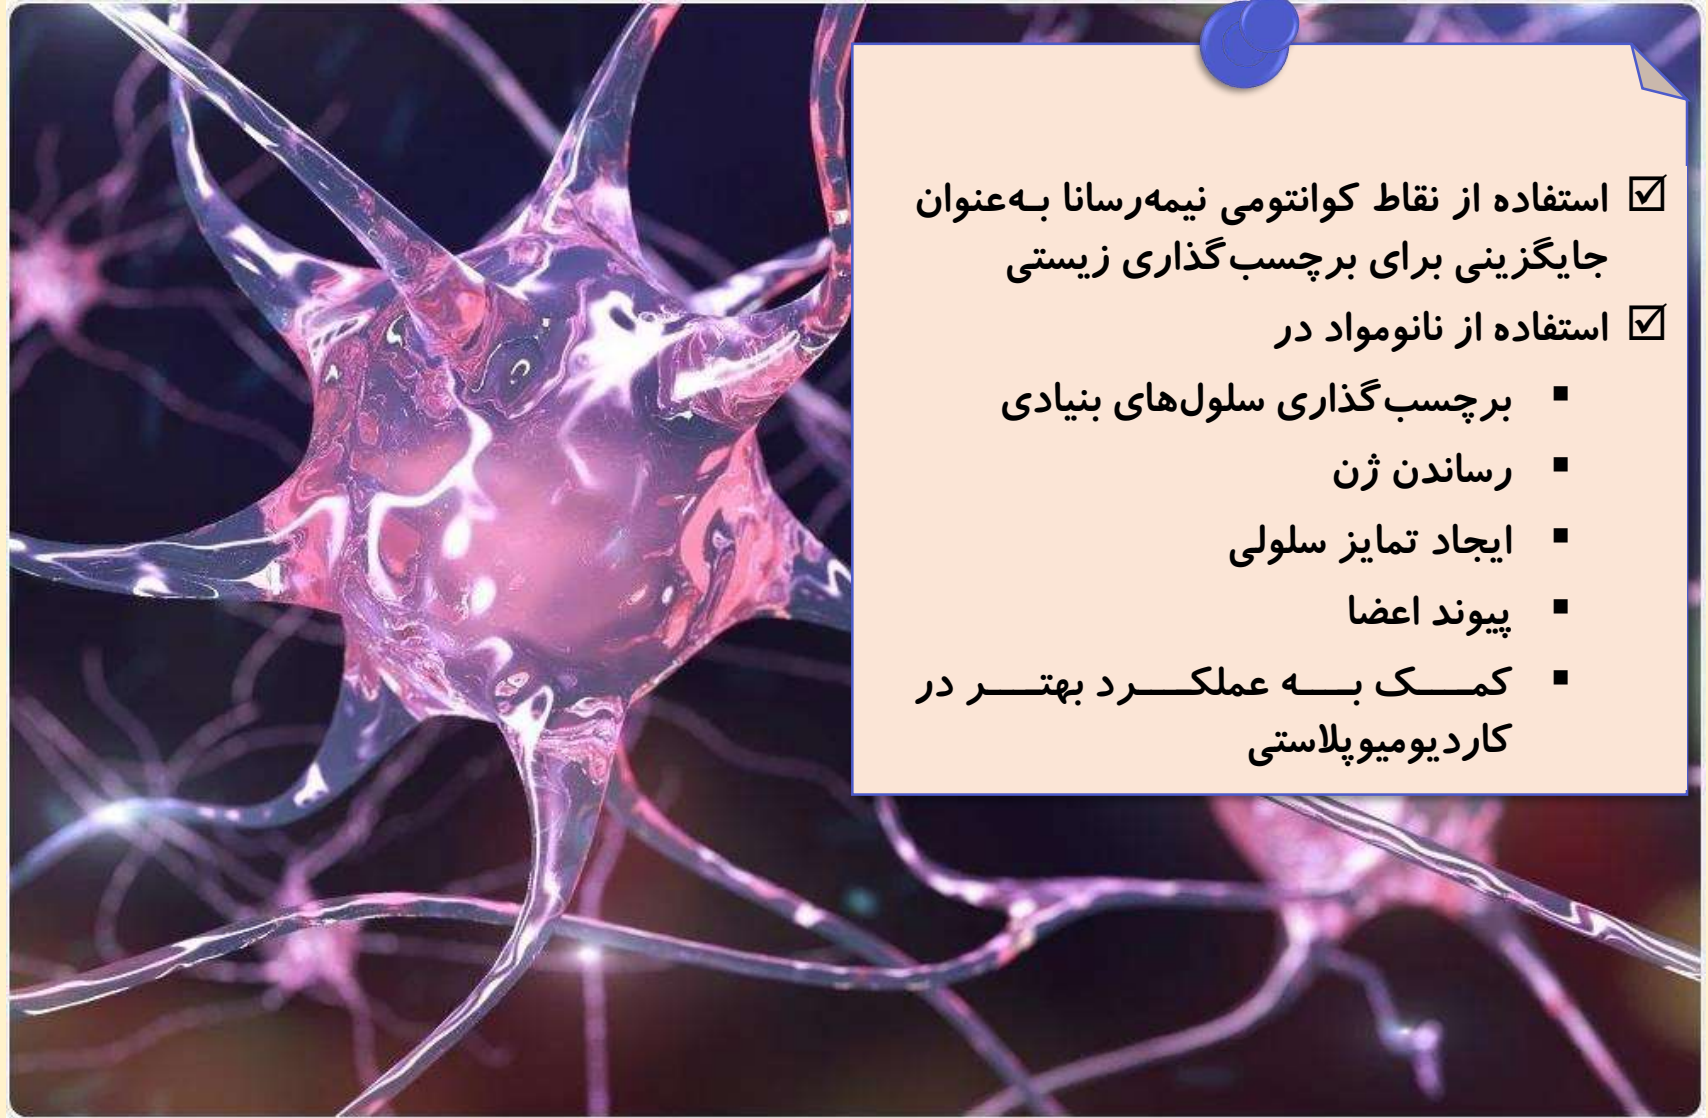 استفاده از نقاط کوانتومی نیمه‌رسانا به‌عنوان
جایگزینی برای برچسب‌گذاری زیستی
استفاده از نانومواد در
برچسب‌گذاری سلول‌های بنیادی
رساندن ژن
ایجاد تمایز سلولی
پیوند اعضا
کمک به عملکرد بهتر در
کاردیومیوپلاستی